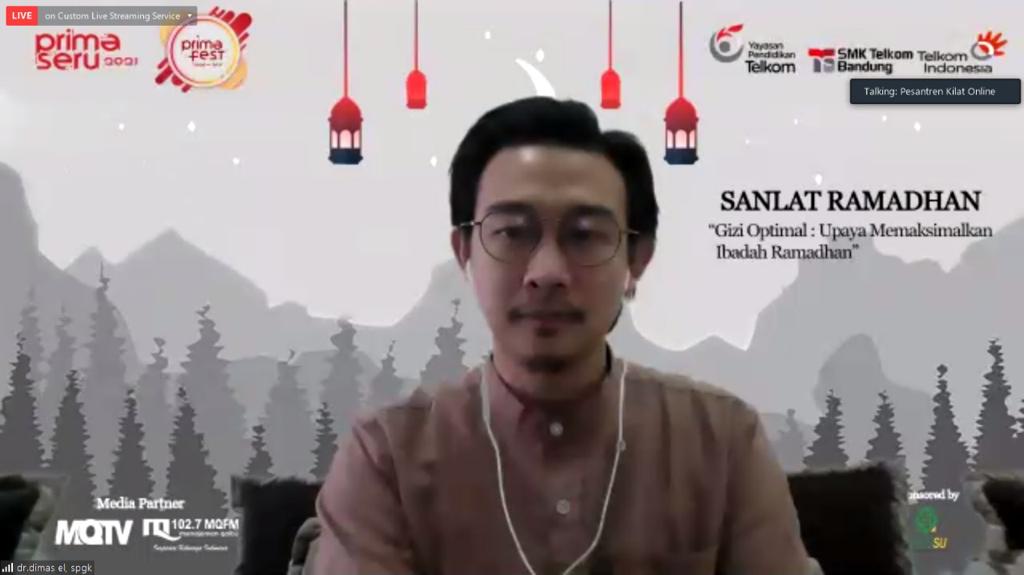 LIVE on Custom Live Streaming Service
prima
seru 2021
prima
fest
Yayasan
Pendidikan
Telkom
SMK Telkom
Bandung
Telkom
Indonesia
Talking: Pesantren Kilat Online
SANLAT RAMADHAN
"Gizi Optimal : Upaya Memaksimalkan
Ibadah Ramadhan"
Media Partner
MQTV
102.7 MQFM
nsored by
SU
dr.dimas el, spgk